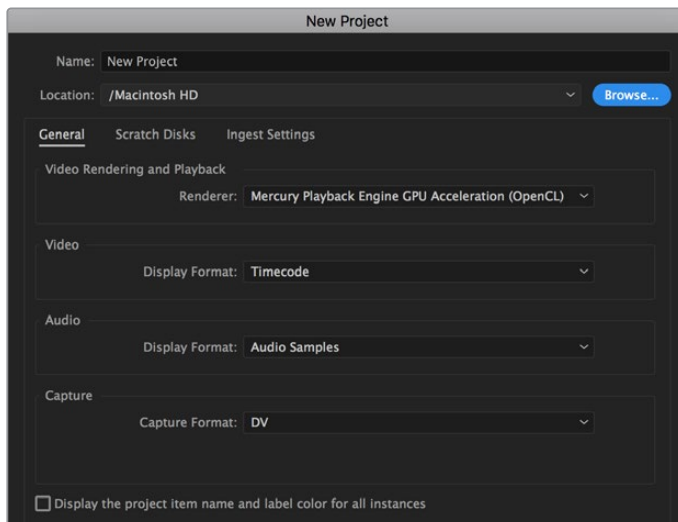 New Project
Name: New Project
Location: /Macintosh HD Browse...
General Scratch Disks Ingest Settings
Video Rendering and Playback
Renderer: Mercury Playback Engine GPU Acceleration (OpenCL)
Video
Display Format: Timecode
Audio
Display Format: Audio Samples
Capture
Capture Format: DV
Display the project item name and label color for all instances